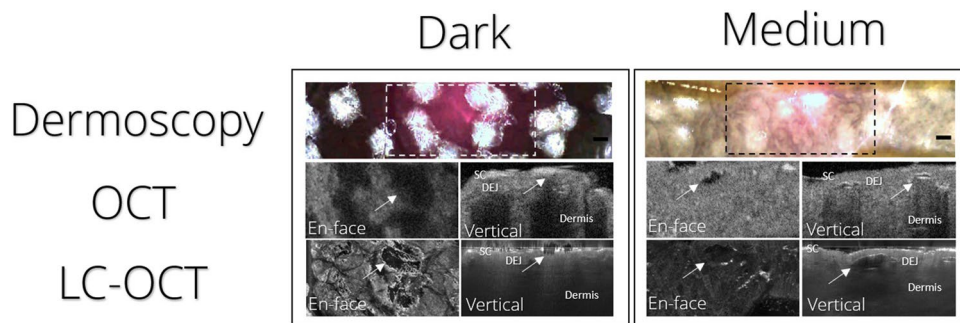 Dark Medium
Dermoscopy
OCT
SC DEJ Dermis En-face Vertical
SC DEJ Dermis En-face Vertical
LC-OCT
SC DEJ Dermis En-face Vertical
SC DEJ Dermis En-face Vertical